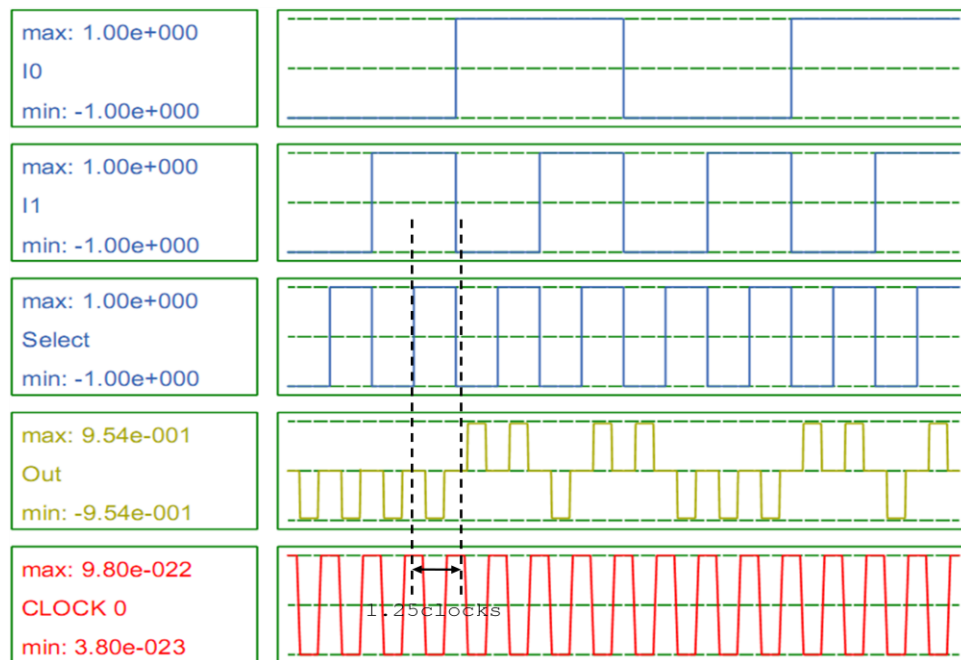 max: 1.00e+000
I0
min: -1.00e+000
max: 1.00e+000
I1
min: -1.00e+000
max: 1.00e+000
Select
min: -1.00e+000
max: 9.54e-001
Out
min: -9.54e-001
max: 9.80e-022
CLOCK 0
min: 3.80e-023
1.25clocks